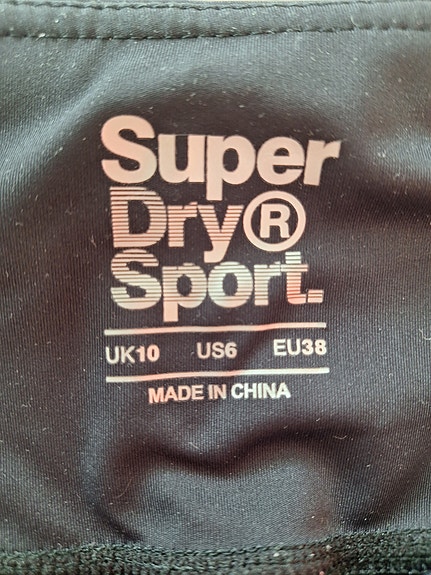 Super
Dry®
Sport.
UK10 US6 EU38
MADE IN CHINA